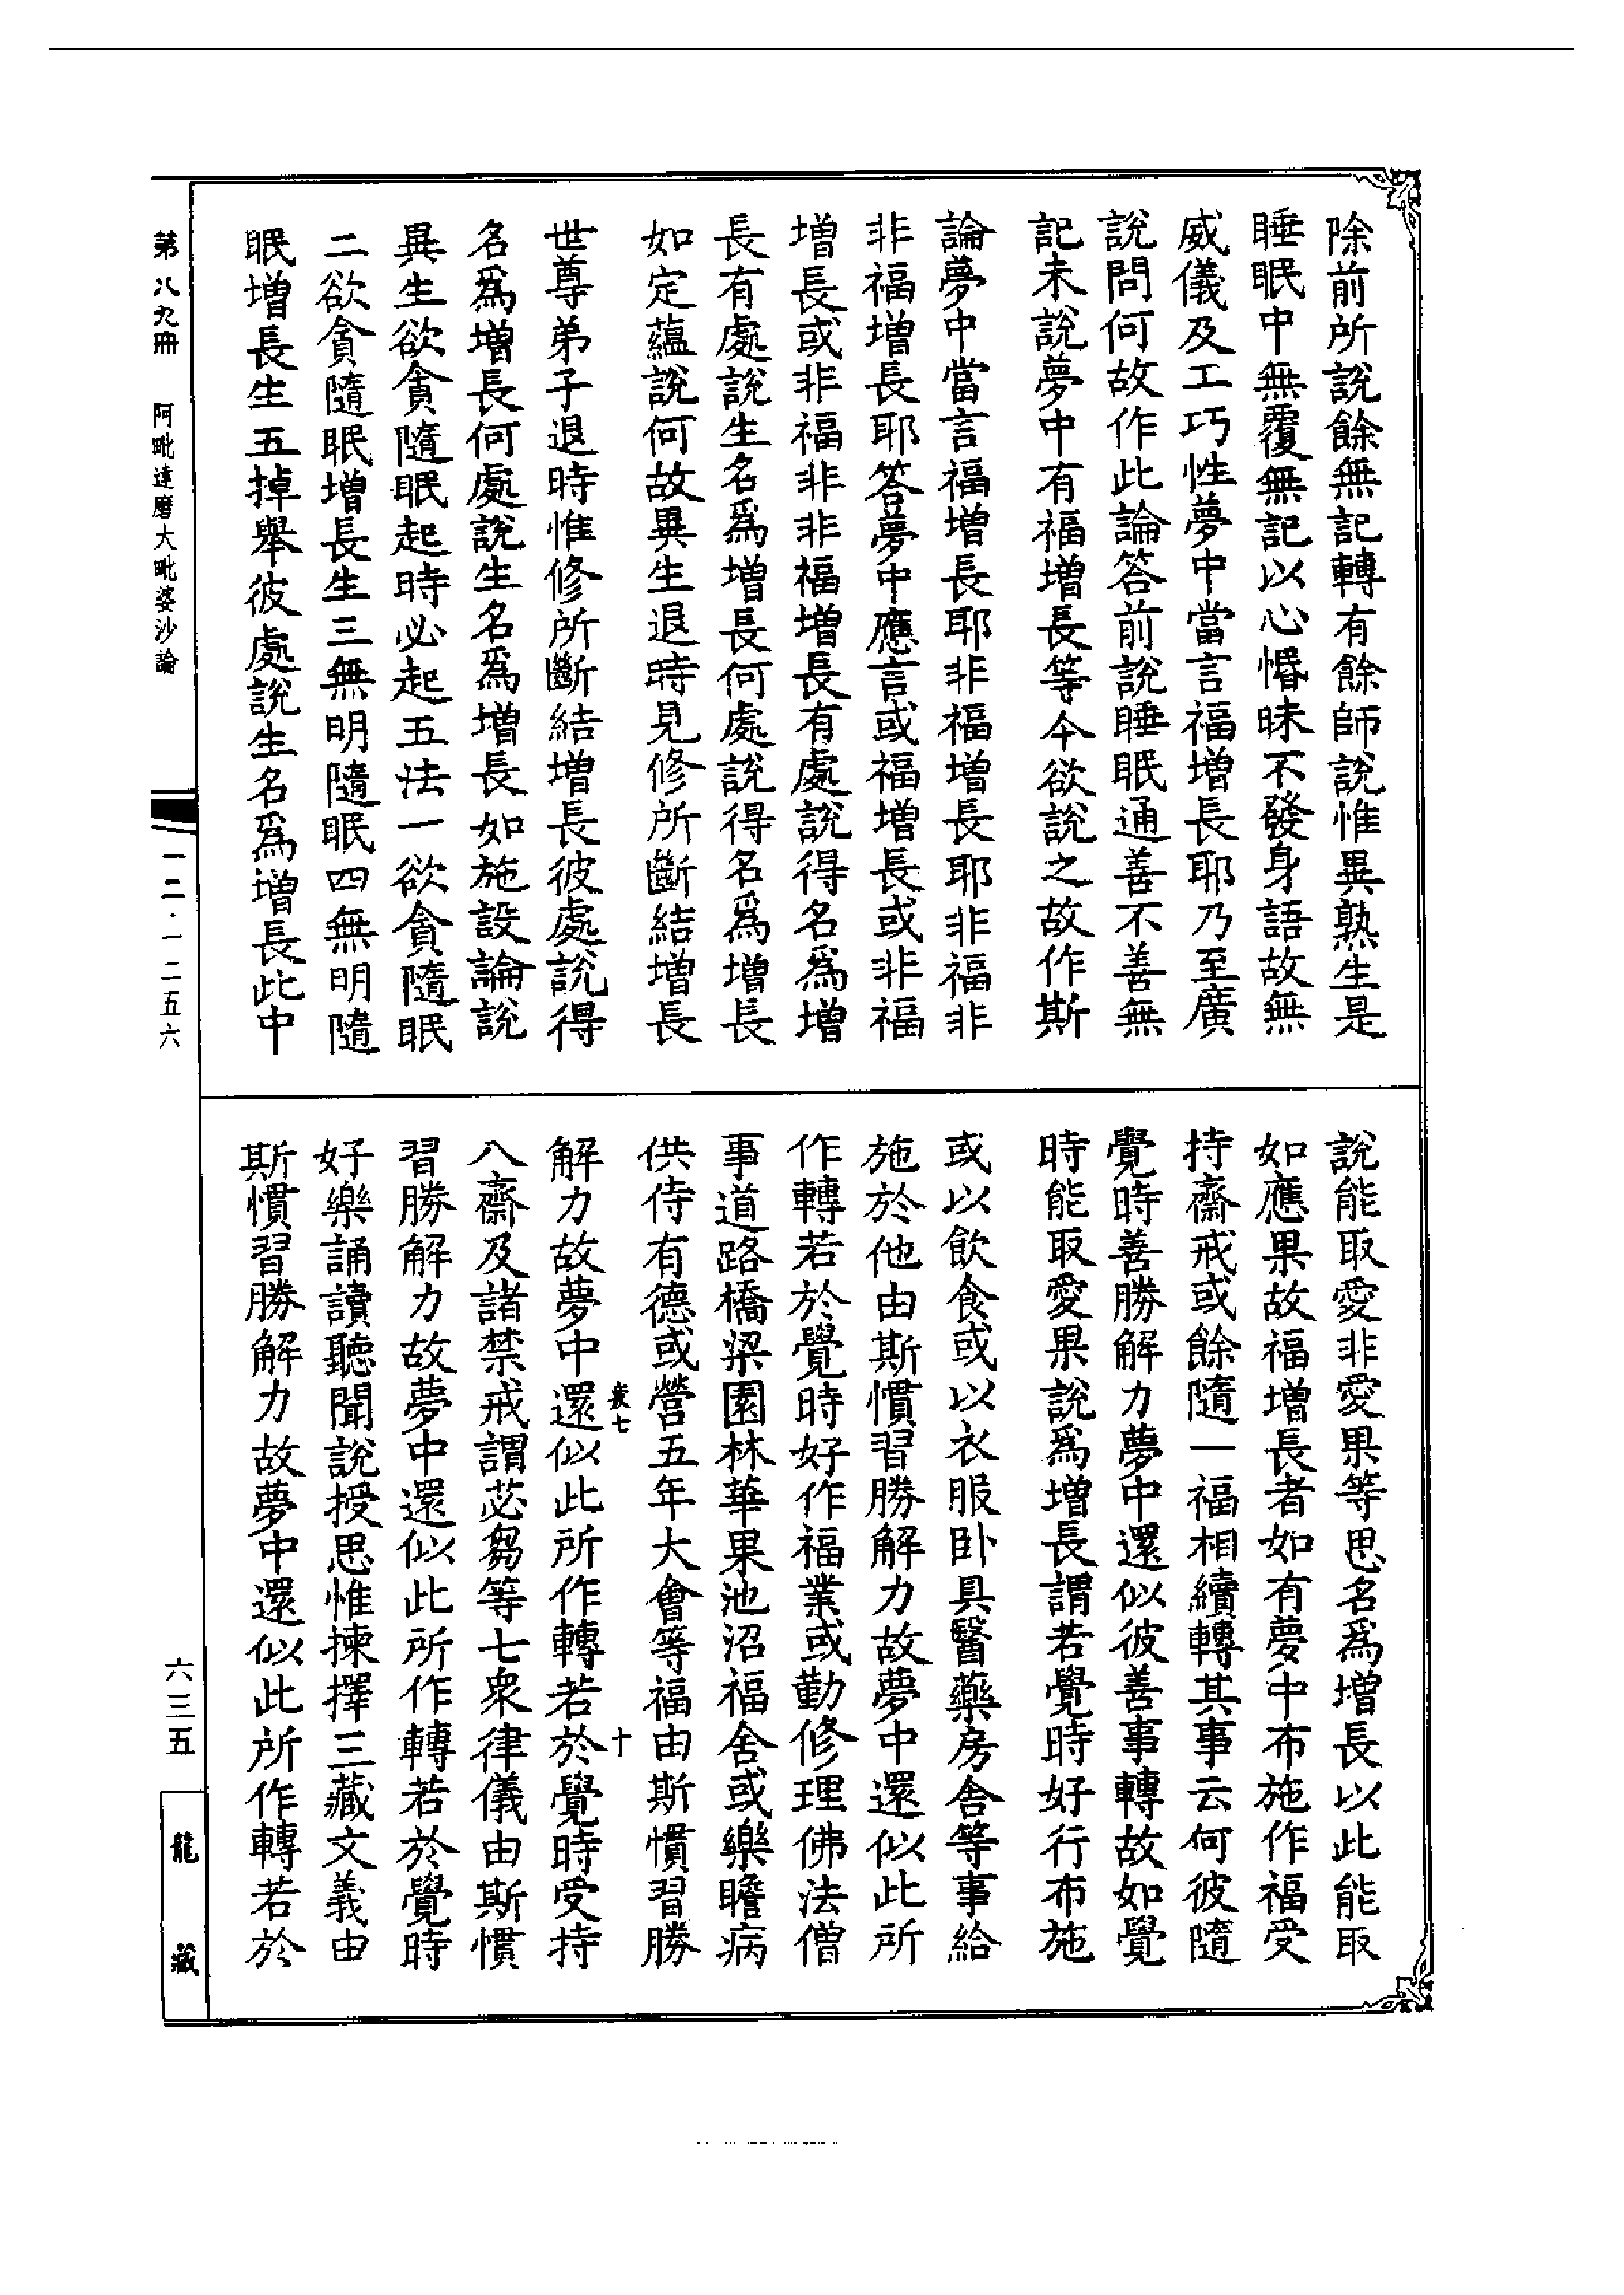 除前所說餘無記轉有餘師說惟異熟生是
睡眠中無覆無記以心惛昧不發身語故無
威儀及工巧性夢中當言福增長耶乃至廣
說問何故作此論答前說睡眠通善不善無
記未說夢中有福增長等今欲說之故作斯
論夢中當言福增長耶非福增長耶非福非
非福增長耶答夢中應言或福增長或非福
增長或非福非非福增長有處說得名爲增
長有處說生名爲增長何處說得名爲增長
如定蘊說何故異生退時見修所斷結增長
世尊弟子退時惟修所斷結增長彼處說得
名爲增長何處說生名爲增長如施設論說
異生欲貪隨眠起時必起五法一欲貪隨眠
二欲貪隨眠增長生三無明隨眠四無明隨
眠增長生五掉舉彼處說生名爲增長此中
說能取愛非愛果等思名爲增長以此能取
如應果故福增長者如有夢中布施作福受
持齋戒或餘隨一福相續轉其事云何彼隨
覺時善勝解力夢中還似彼善事轉故如覺
時能取愛果說爲增長謂若覺時好行布施
或以飲食或以衣服卧具醫藥房舍等事給
施於他由斯慣習勝解力故夢中還似此所
作轉若於覺時好作福業或勤修理佛法僧
事道路橋梁園林華果池沼福舍或樂瞻病
供侍有德或營五年大會等福由斯慣習勝
解力故夢中還似此所作轉若於覺時受持
八齋及諸禁戒謂苾芻等七衆律儀由斯慣
習勝解力故夢中還似此所作轉若於覺時
好樂誦讀聽聞說授思惟揀擇三藏文義由
斯慣習勝解力故夢中還似此所作轉若於
七
十
第八九冊
阿毗達磨大毗婆沙論
一二·一二五六
六三五
龍藏